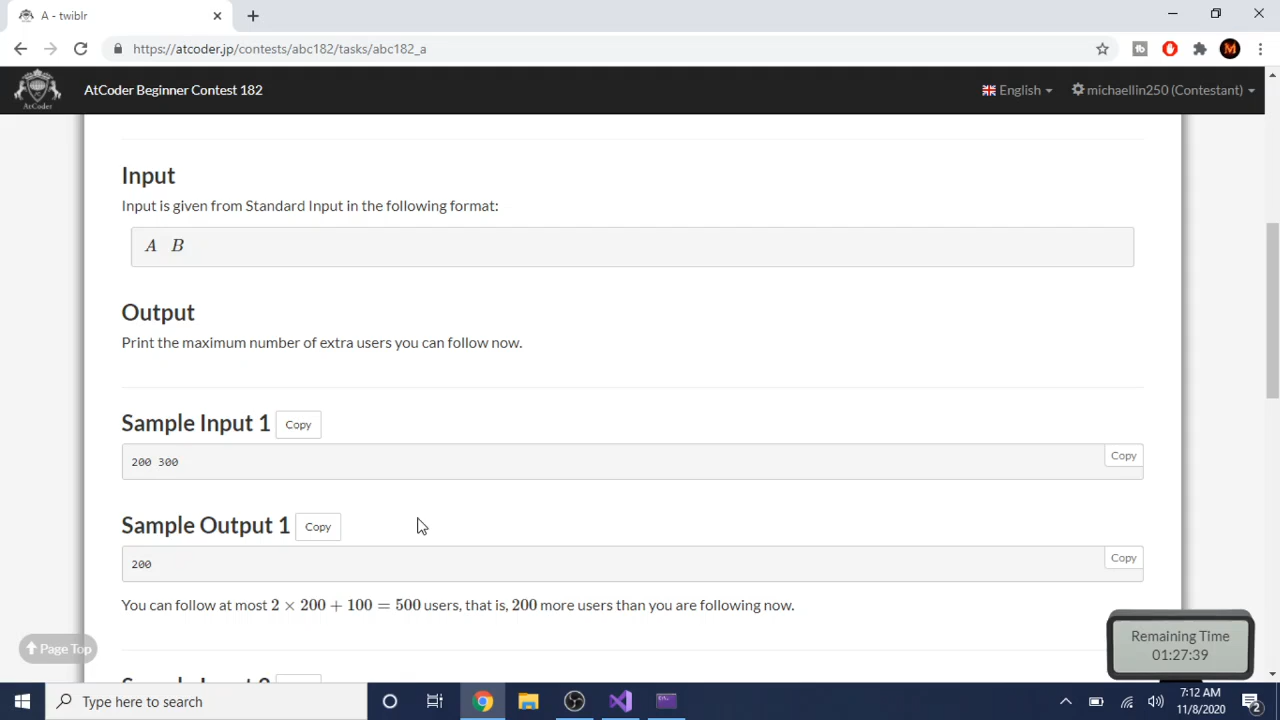 A - twiblr
https://atcoder.jp/contests/abc182/tasks/abc182_a
M
AtCoder
AtCoder Beginner Contest 182
English
michaellin250 (Contestant)
Input
Input is given from Standard Input in the following format:
A B
Output
Print the maximum number of extra users you can follow now.
Sample Input 1 Copy
Copy
200 300
Sample Output 1 Copy
Copy
200
You can follow at most 2 × 200 + 100 = 500 users, that is, 200 more users than you are following now.
Page Top
Remaining Time
01:27:39
Type here to search
7:12 AM
11/8/2020
2